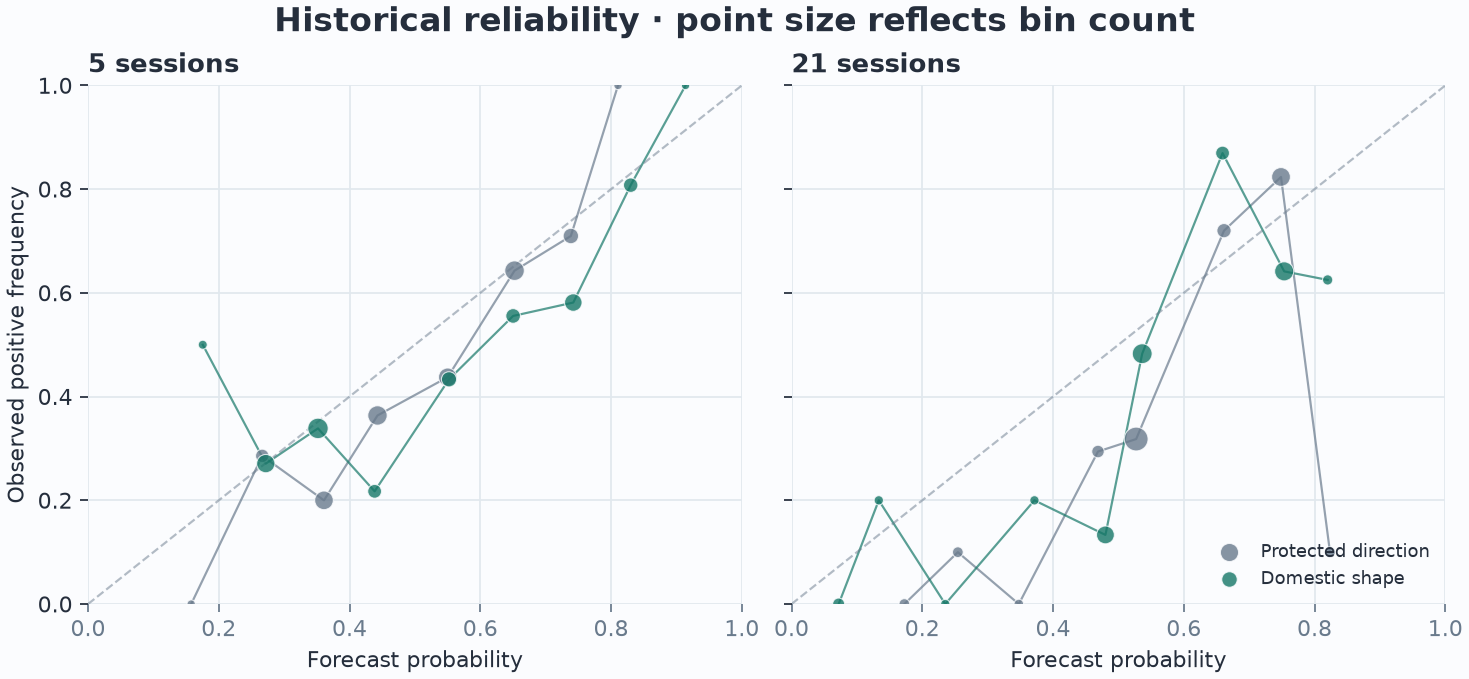 Historical reliability · point size reflects bin count
5 sessions
21 sessions
Observed positive frequency
1.0
0.8
0.6
0.4
0.2
0.0
0.0 0.2 0.4 0.6 0.8 1.0
0.0 0.2 0.4 0.6 0.8 1.0
Forecast probability
Forecast probability
Protected direction
Domestic shape